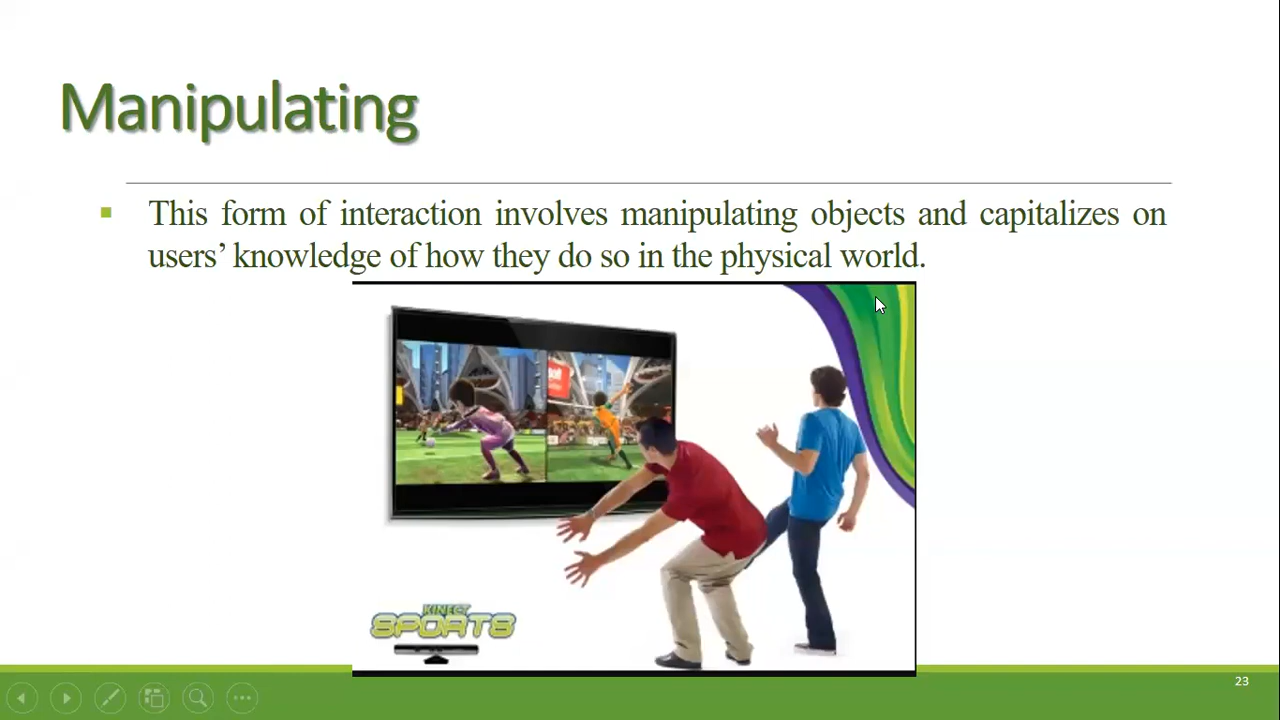 Manipulating
This form of interaction involves manipulating objects and capitalizes on
users’ knowledge of how they do so in the physical world.
KINECT
SPORTS
23